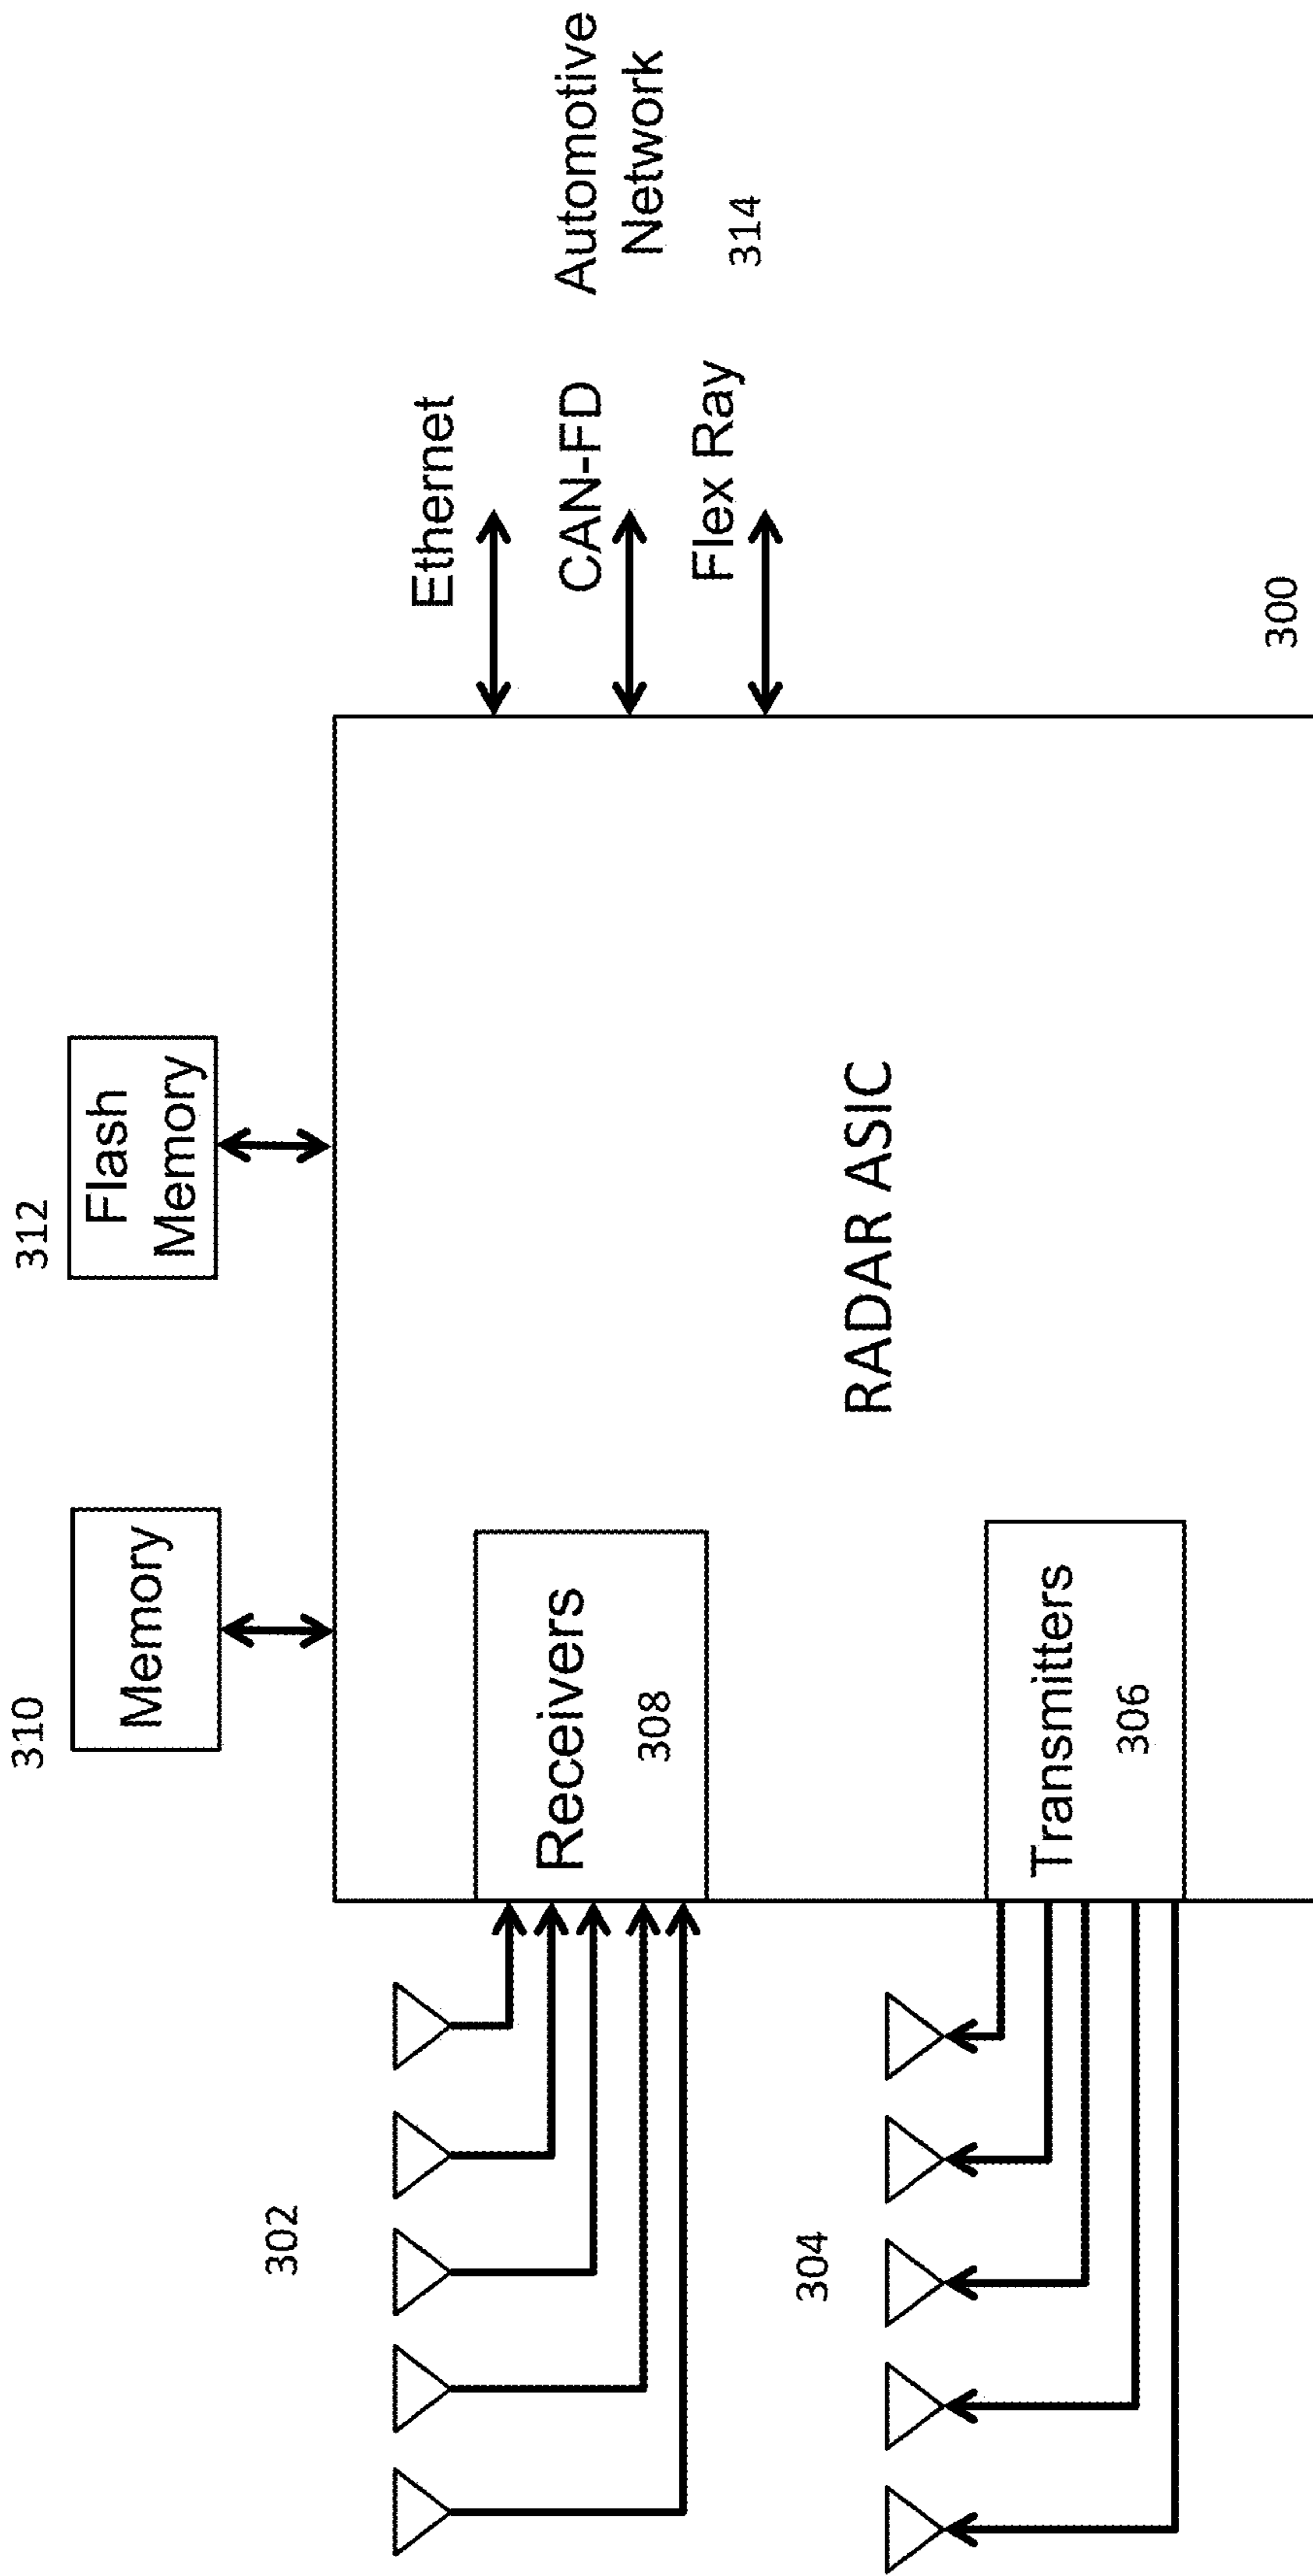 310
Memory
312
Flash
Memory
302
Receivers
308
RADAR ASIC
Ethernet
CAN-FD
Flex Ray
Automotive
Network
314
304
Transmitters
306
300